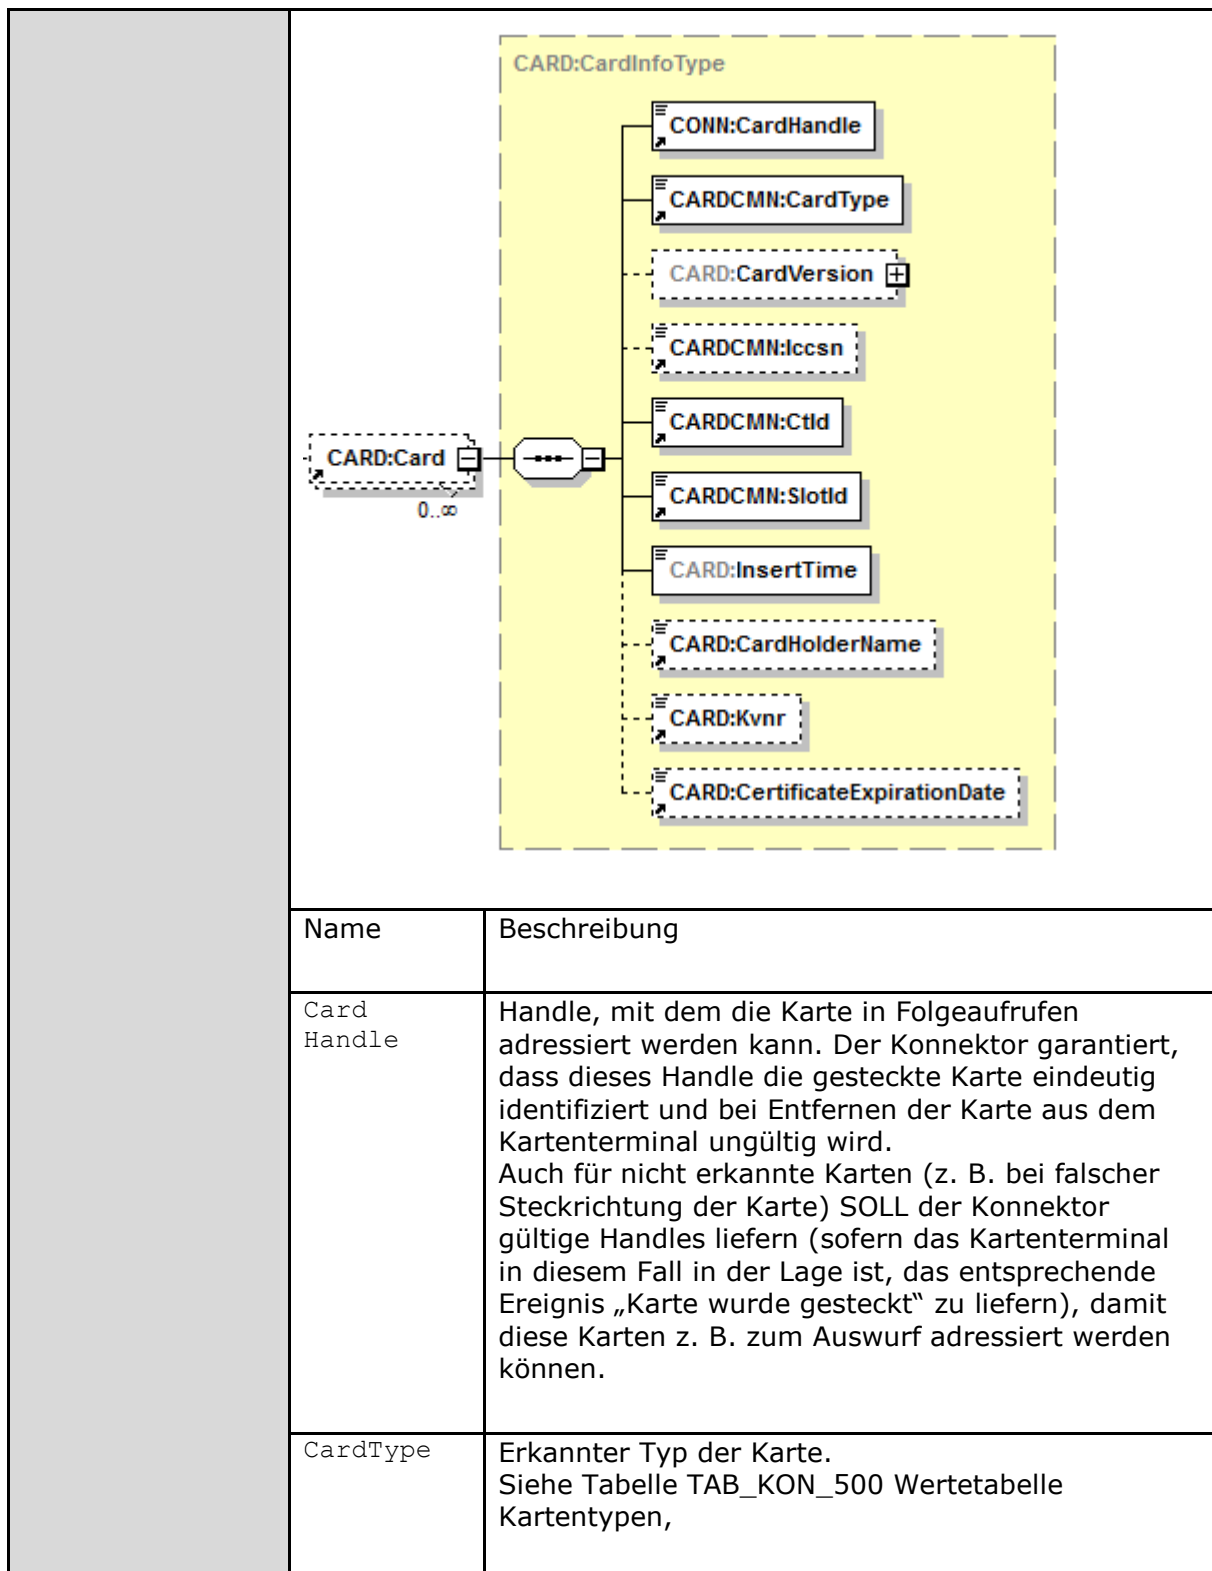 CARD:CardInfoType
CONN:CardHandle
CARDCMN:CardType
CARD:CardVersion
CARDCMN:Iccsn
CARDCMN:CtId
CARD:Card
0..∞
CARDCMN:SlotId
CARD:InsertTime
CARD:CardHolderName
CARD:Kvnr
CARD:CertificateExpirationDate
Name
Beschreibung
Card
Handle
Handle, mit dem die Karte in Folgeaufrufen
adressiert werden kann. Der Konnektor garantiert,
dass dieses Handle die gesteckte Karte eindeutig
identifiziert und bei Entfernen der Karte aus dem
Kartenterminal ungültig wird.
Auch für nicht erkannte Karten (z. B. bei falscher
Steckrichtung der Karte) SOLL der Konnektor
gültige Handles liefern (sofern das Kartenterminal
in diesem Fall in der Lage ist, das entsprechende
Ereignis „Karte wurde gesteckt“ zu liefern), damit
diese Karten z. B. zum Auswurf adressiert werden
können.
CardType
Erkannter Typ der Karte.
Siehe Tabelle TAB_KON_500 Wertetabelle
Kartentypen,